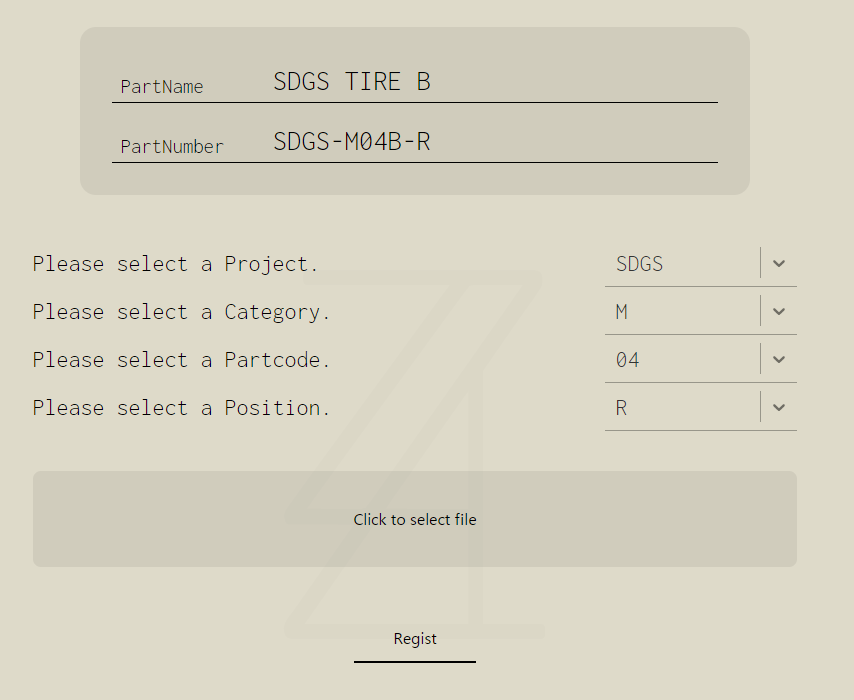 PartName SDGS TIRE B
PartNumber SDGS-M04B-R
Please select a Project. SDGS
Please select a Category. M
Please select a Partcode. 04
Please select a Position. R
Click to select file
Regist